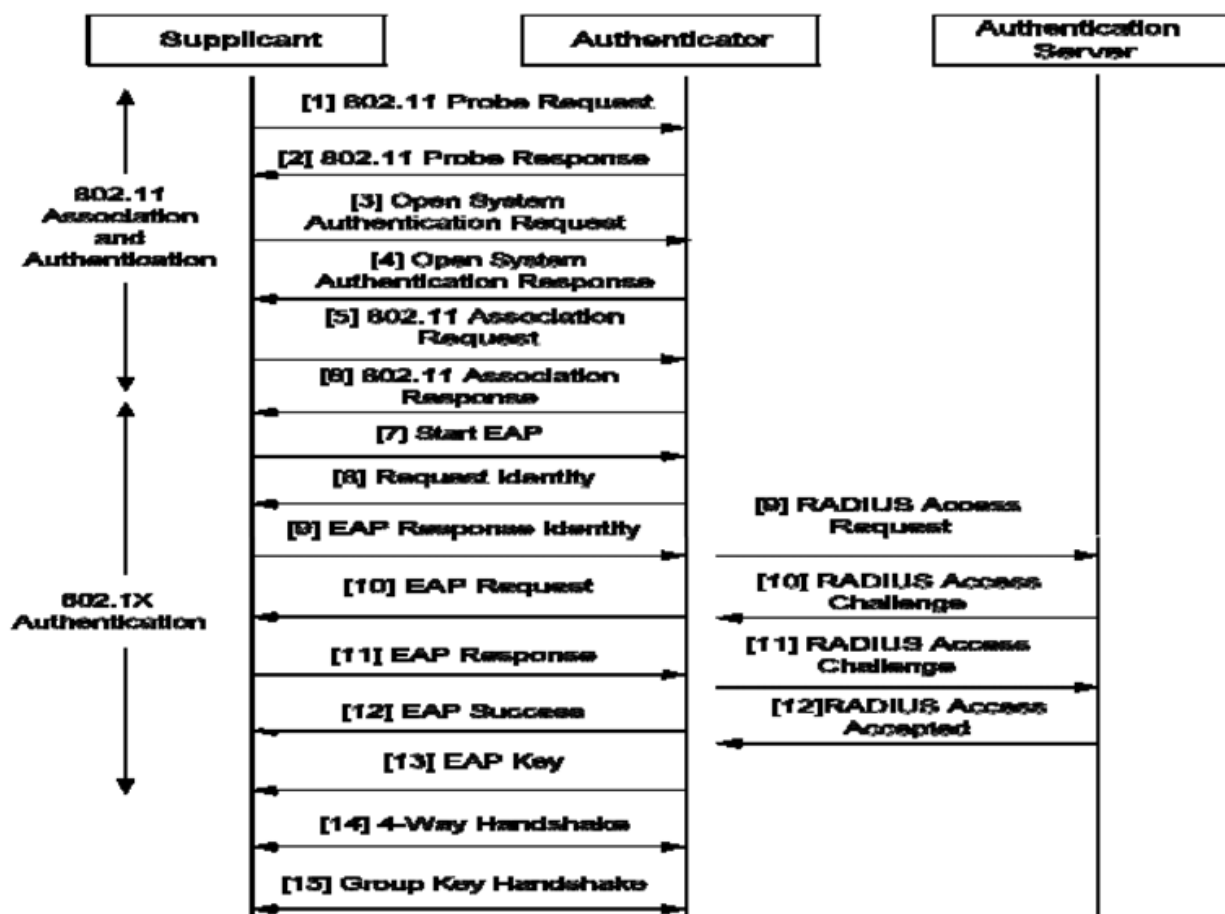 Supplicant
Authenticator
Authentication
Server
[1] 802.11 Probe Request
[2[ 802.11 Probe Response
802.11
Association
and
Authentication
[3] Open System
Authentication Request
[4] Open System
Authentication Response
[5] 802.11 Association
Request
[6] 802.11 Association
Response
[7] Start EAP
[8] Request Identity
[9] EAP Response Identity
[9] RADIUS Access
Request
802.1X
Authentication
[10] EAP Request
[10[ RADIUS Access
Challenge
[11[ EAP Response
[11] RADIUS Access
Challenge
[12[ EAP Success
[12]RADIUS Access
Accepted
[13[ EAP Key
[14] 4-Way Handshake
[15] Group Key Handshake